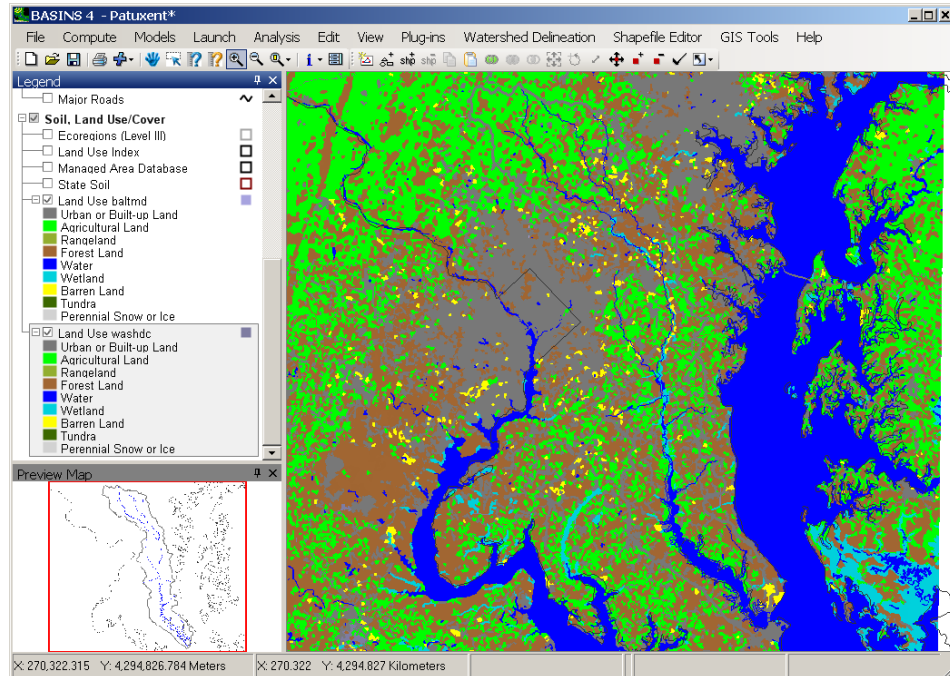 BASINS 4 - Patuxent*
File Compute Models Launch Analysis Edit View Plug-ins Watershed Delineation Shapefile Editor GIS Tools Help
shp shp
Legend
Major Roads
Soil, Land Use/Cover
Ecoregions (Level III)
Land Use Index
Managed Area Database
State Soil
Land Use baltmd
Urban or Built-up Land
Agricultural Land
Rangeland
Forest Land
Water
Wetland
Barren Land
Tundra
Perennial Snow or Ice
Land Use washdc
Urban or Built-up Land
Agricultural Land
Rangeland
Forest Land
Water
Wetland
Barren Land
Tundra
Perennial Snow or Ice
Preview Map
X: 270,322.315 Y: 4,294,826.784 Meters X: 270.322 Y: 4,294.827 Kilometers